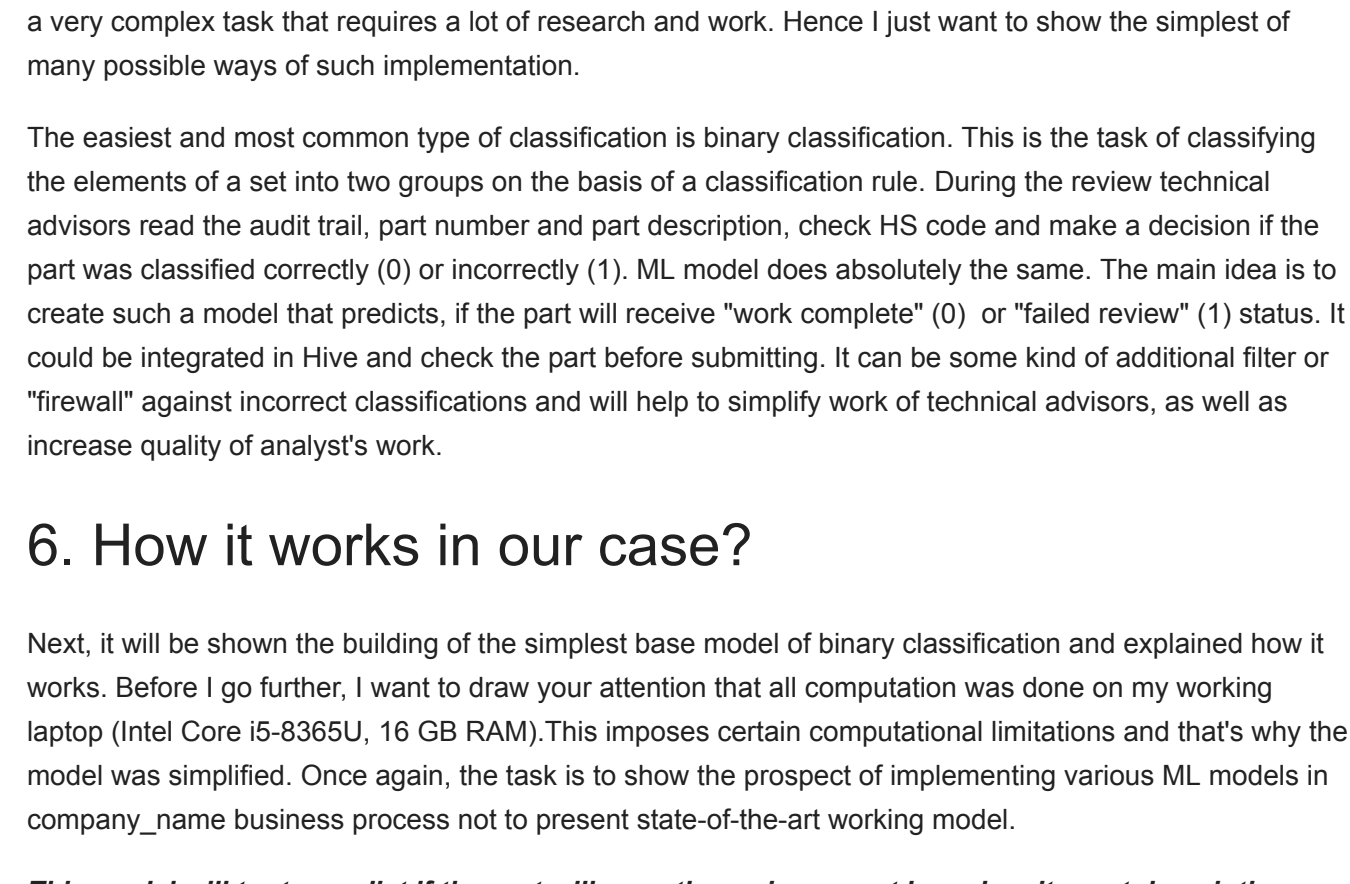 a very complex task that requires a lot of research and work. Hence I just want to show the simplest of
many possible ways of such implementation.
The easiest and most common type of classification is binary classification. This is the task of classifying
the elements of a set into two groups on the basis of a classification rule. During the review technical
advisors read the audit trail, part number and part description, check HS code and make a decision if the
part was classified correctly (0) or incorrectly (1). ML model does absolutely the same. The main idea is to
create such a model that predicts, if the part will receive "work complete" (0)  or "failed review" (1) status. It
could be integrated in Hive and check the part before submitting. It can be some kind of additional filter or
"firewall" against incorrect classifications and will help to simplify work of technical advisors, as well as
increase quality of analyst's work.
6. How it works in our case?
Next, it will be shown the building of the simplest base model of binary classification and explained how it
works. Before I go further, I want to draw your attention that all computation was done on my working
laptop (Intel Core i5-8365U, 16 GB RAM).This imposes certain computational limitations and that's why the
model was simplified. Once again, the task is to show the prospect of implementing various ML models in
company_name business process not to present state-of-the-art working model.